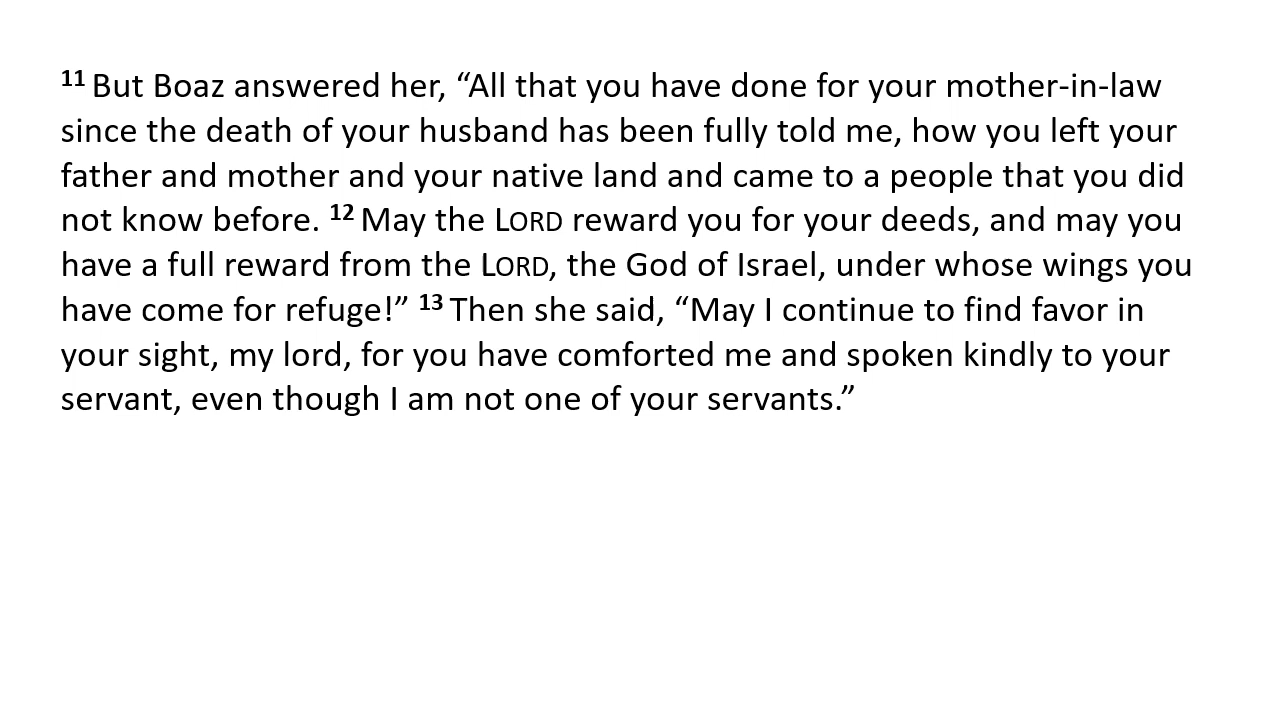 11 But Boaz answered her, “All that you have done for your mother-in-law
since the death of your husband has been fully told me, how you left your
father and mother and your native land and came to a people that you did
not know before. 12 May the LORD reward you for your deeds, and may you
have a full reward from the LORD, the God of Israel, under whose wings you
have come for refuge!” 13 Then she said, “May I continue to find favor in
your sight, my lord, for you have comforted me and spoken kindly to your
servant, even though I am not one of your servants.”